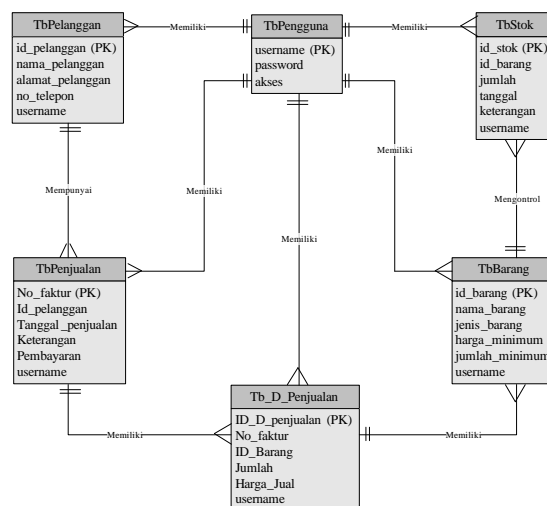 TbPelanggan
id_pelanggan (PK)
nama_pelanggan
alamat_pelanggan
no_telepon
username
Memiliki
TbPengguna
username (PK)
password
akses
Memiliki
TbStok
id_stok (PK)
id_barang
jumlah
tanggal
keterangan
username
Mempunyai
Memiliki
Memiliki
Memiliki
Mengontrol
TbPenjualan
No_faktur (PK)
Id_pelanggan
Tanggal_penjualan
Keterangan
Pembayaran
username
TbBarang
id_barang (PK)
nama_barang
jenis_barang
harga_minimum
jumlah_minimum
username
Memiliki
Tb_D_Penjualan
ID_D_penjualan (PK)
No_faktur
ID_Barang
Jumlah
Harga_Jual
username
Memiliki